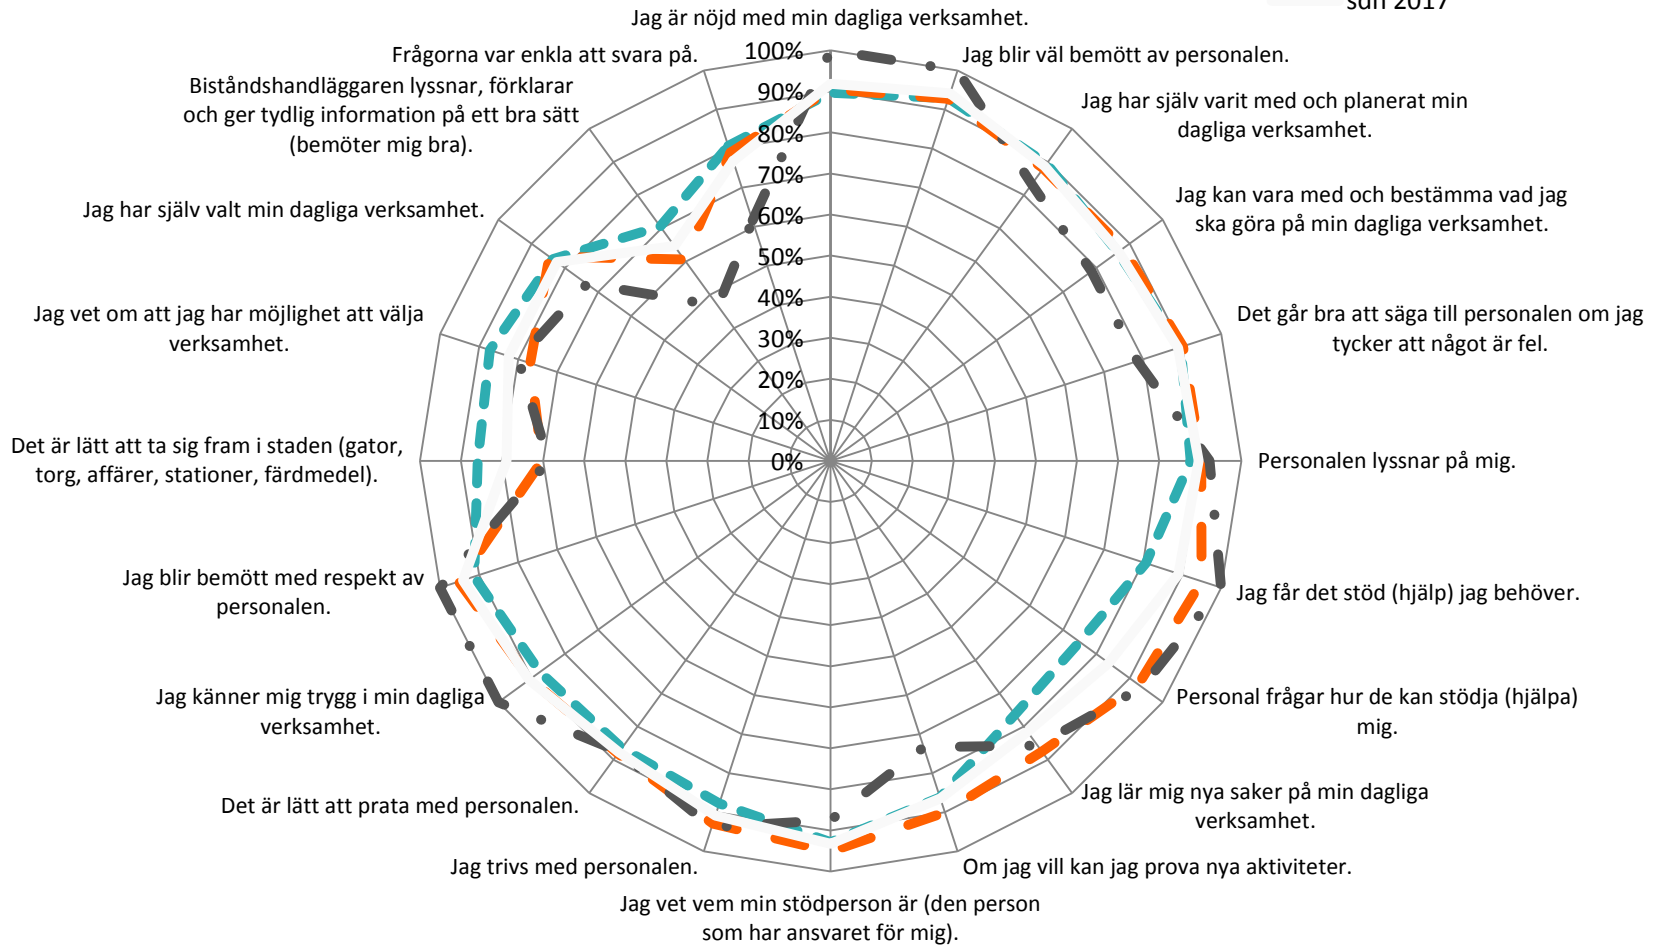 sdn 2017
Jag är nöjd med min dagliga verksamhet.
Frågorna var enkla att svara på.
Jag blir väl bemött av personalen.
Biståndshandläggaren lyssnar, förklarar
och ger tydlig information på ett bra sätt
(bemöter mig bra).
Jag har själv varit med och planerat min
dagliga verksamhet.
Jag har själv valt min dagliga verksamhet.
Jag kan vara med och bestämma vad jag
ska göra på min dagliga verksamhet.
Jag vet om att jag har möjlighet att välja
verksamhet.
Det går bra att säga till personalen om jag
tycker att något är fel.
Det är lätt att ta sig fram i staden (gator,
torg, affärer, stationer, färdmedel).
Personalen lyssnar på mig.
Jag blir bemött med respekt av
personalen.
Jag får det stöd (hjälp) jag behöver.
Jag känner mig trygg i min dagliga
verksamhet.
Personal frågar hur de kan stödja (hjälpa)
mig.
Det är lätt att prata med personalen.
Jag lär mig nya saker på min dagliga
verksamhet.
Jag trivs med personalen.
Om jag vill kan jag prova nya aktiviteter.
Jag vet vem min stödperson är (den person
som har ansvaret för mig).
100%
90%
80%
70%
60%
50%
40%
30%
20%
10%
0%